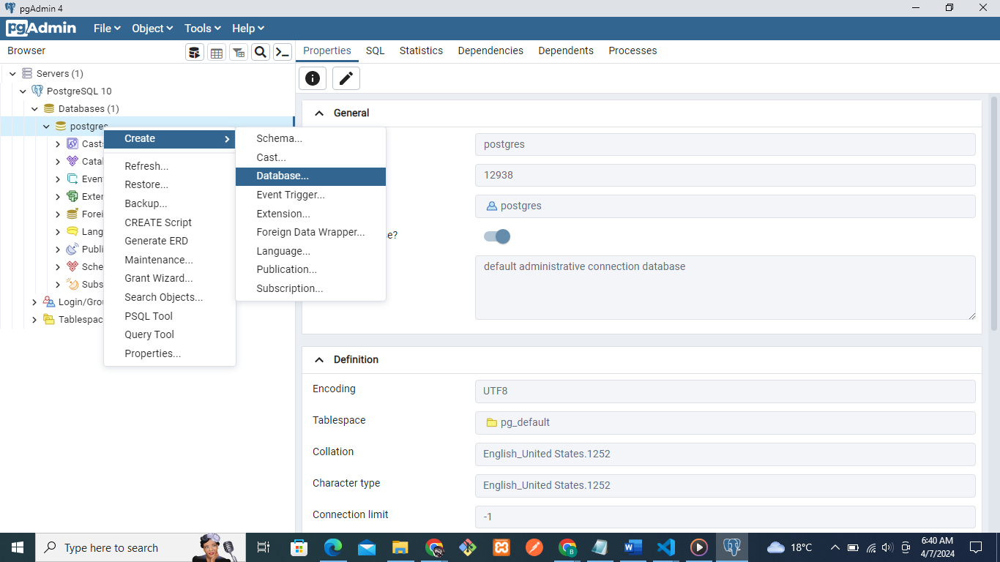 pgAdmin 4
pgAdmin
File Object Tools Help
Browser
Properties SQL Statistics Dependencies Dependents Processes
Servers (1)
PostgreSQL 10
Databases (1)
postgres
Casts
Catal
Even
Exten
Forei
Lang
Publi
Sche
Subs
Login/Grou
Tablespac
Create
Refresh...
Restore...
Backup...
CREATE Script
Generate ERD
Maintenance...
Grant Wizard...
Search Objects...
PSQL Tool
Query Tool
Properties...
Schema...
Cast...
Database...
Event Trigger...
Extension...
Foreign Data Wrapper...
Language...
Publication...
Subscription...
General
postgres
12938
postgres
e?
default administrative connection database
Definition
Encoding UTF8
Tablespace pg_default
Collation English_United States.1252
Character type English_United States.1252
Connection limit -1
Type here to search
18°C
6:40 AM
4/7/2024